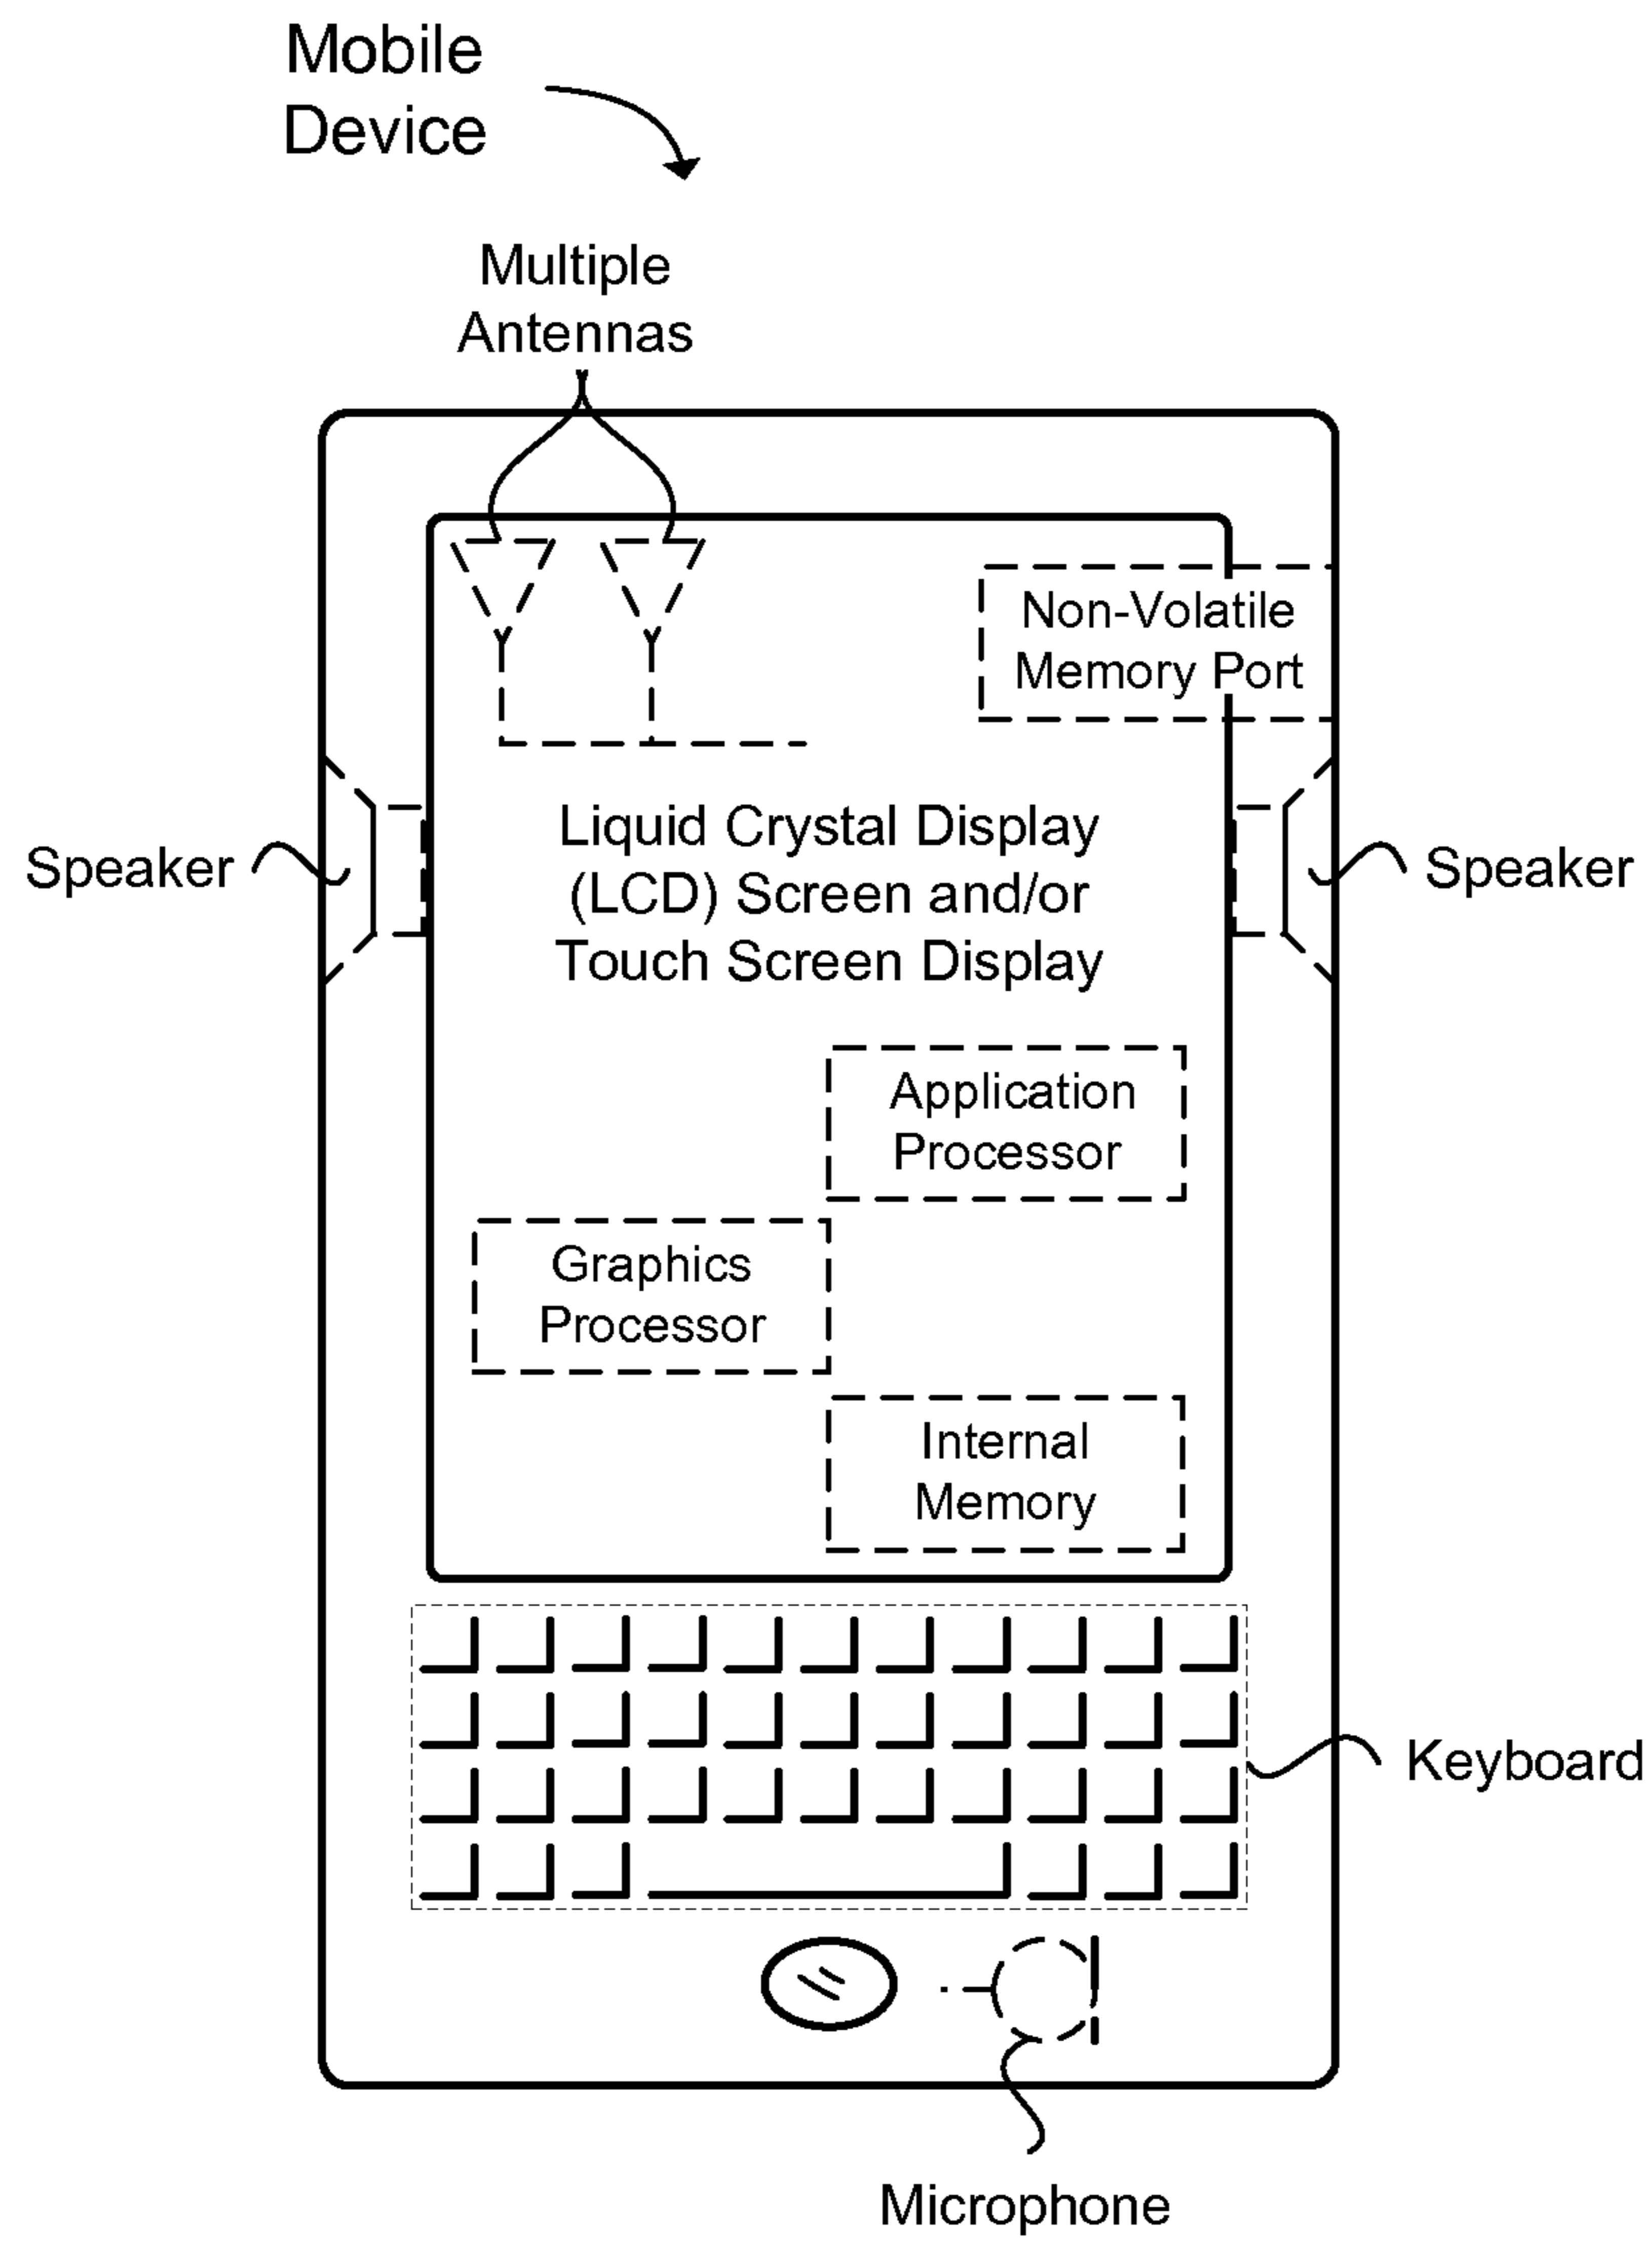 Mobile
Device
Multiple
Antennas
Non-Volatile
Memory Port
Liquid Crystal Display
(LCD) Screen and/or
Touch Screen Display
Speaker
Speaker
Application
Processor
Graphics
Processor
Internal
Memory
Keyboard
Microphone